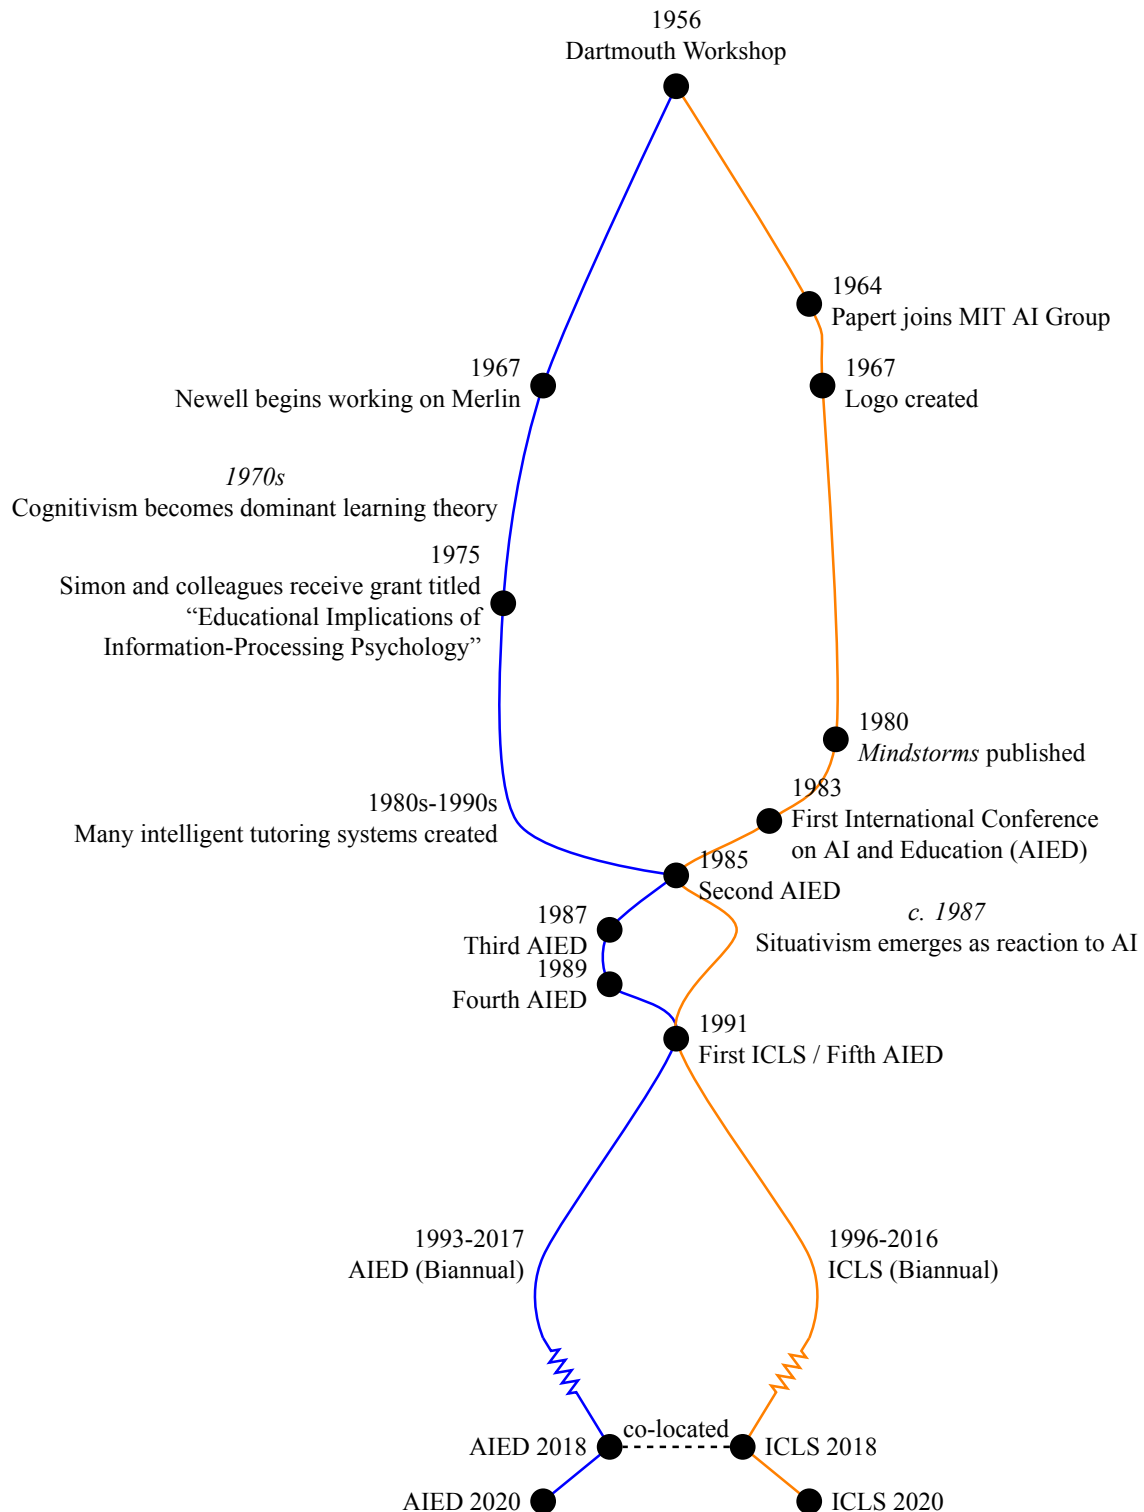 1956
Dartmouth Workshop
1964
Papert joins MIT AI Group
1967
Newell begins working on Merlin
1967
Logo created
1970s
Cognitivism becomes dominant learning theory
1975
Simon and colleagues receive grant titled
“Educational Implications of
Information-Processing Psychology”
1980
Mindstorms published
1980s-1990s
Many intelligent tutoring systems created
1983
First International Conference
on AI and Education (AIED)
1985
Second AIED
1987
Third AIED
c. 1987
Situativism emerges as reaction to AI
1989
Fourth AIED
1991
First ICLS / Fifth AIED
1993-2017
AIED (Biannual)
1996-2016
ICLS (Biannual)
AIED 2018
co-located
ICLS 2018
AIED 2020
ICLS 2020